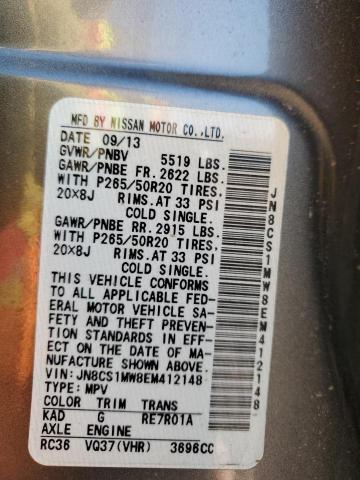 MFD BY NISSAN MOTOR CO.,LTD.
DATE 09/13
GVWR/PNBV 5519 LBS.
GAWR/PNBE FR. 2622 LBS.
WITH P265/50R20 TIRES.
20×8J RIMS. AT 33 PSI
COLD SINGLE.
GAWR/PNBE RR. 2915 LBS.
WITH P265/50R20 TIRES.
20×8J RIMS. AT 33 PSI
COLD SINGLE.
THIS VEHICLE CONFORMS
TO ALL APPLICABLE FED-
ERAL MOTOR VEHICLE SA-
FETY AND THEFT PREVEN-
TION STANDARDS IN EFF-
ECT ON THE DATE OF MA-
NUFACTURE SHOWN ABOVE.
VIN:JN8CS1MW8EM412148
TYPE: MPV
COLOR TRIM TRANS
KAD G RE7R01A
AXLE ENGINE
RC36 VQ37(VHR) 3696CC
JN8CS1MW8EM412148